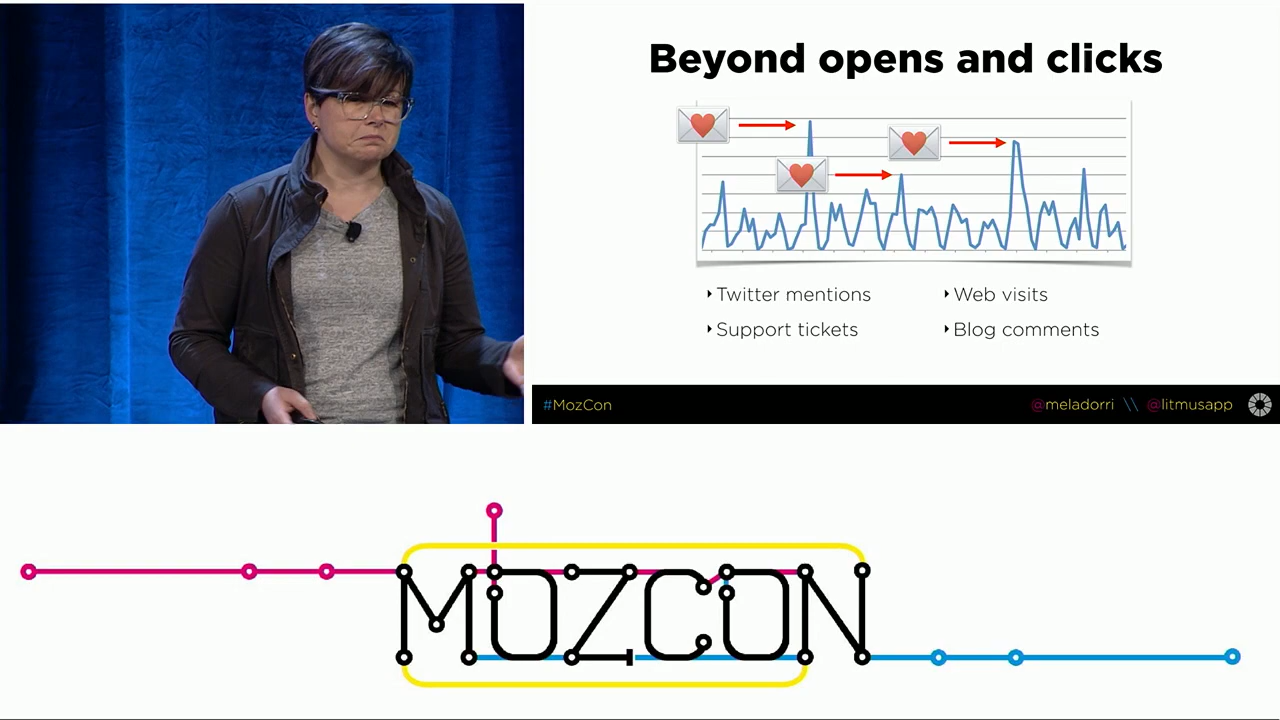 Beyond opens and clicks
Twitter mentions
Web visits
Support tickets
Blog comments
#MozCon
@meladorri \\ @litmusapp
MOZCON